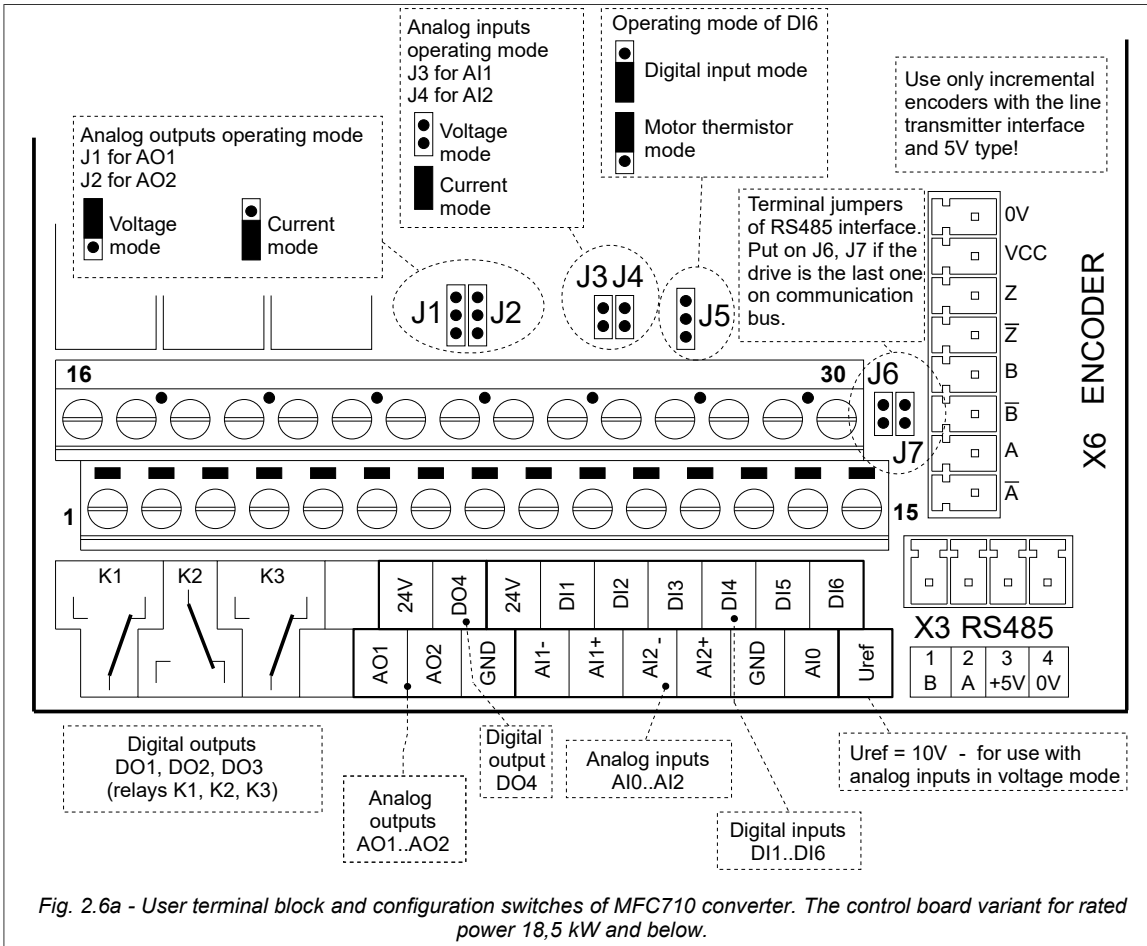 Analog outputs operating mode
J1 for AO1
J2 for AO2
Voltage
mode
Current
mode
Analog inputs
operating mode
J3 for AI1
J4 for AI2
Voltage
mode
Current
mode
Operating mode of DI6
Digital input mode
Motor thermistor
mode
Use only incremental
encoders with the line
transmitter interface
and 5V type!
Terminal jumpers
of RS485 interface.
Put on J6, J7 if the
drive is the last one
on communication
bus.
J1 J2
J3 J4
J5
J6
J7
0V
VCC
Z
Z̅
B
B̅
A
A̅
X6 ENCODER
16 30
1 15
K1 K2 K3
24V DO4 24V DI1 DI2 DI3 DI4 DI5 DI6
AO1 AO2 GND AI1- AI1+ AI2- AI2+ GND AI0 Uref
X3 RS485
1 2 3 4
B A +5V 0V
Digital outputs
DO1, DO2, DO3
(relays K1, K2, K3)
Analog
outputs
AO1..AO2
Digital
output
DO4
Analog inputs
AI0..AI2
Digital inputs
DI1..DI6
Uref = 10V - for use with
analog inputs in voltage mode
Fig. 2.6a - User terminal block and configuration switches of MFC710 converter. The control board variant for rated
power 18,5 kW and below.